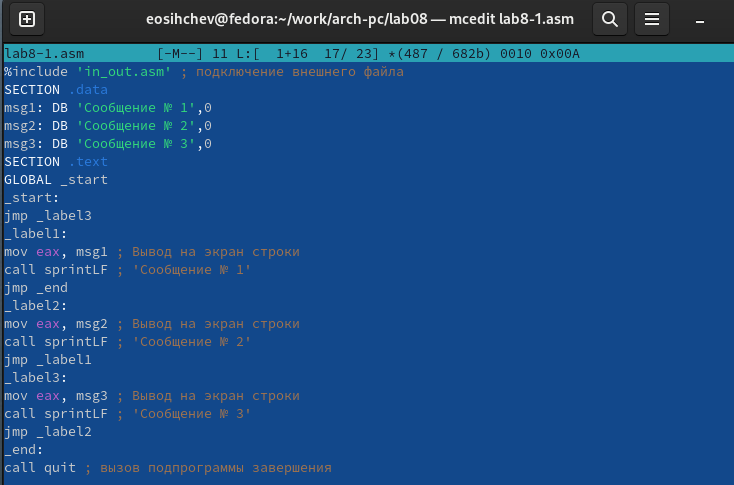 eosihchev@fedora:~/work/arch-pc/lab08 — mcedit lab8-1.asm
lab8-1.asm [-M--] 11 L:[ 1+16 17/ 23] *(487 / 682b) 0010 0x00A
%include 'in_out.asm' ; подключение внешнего файла
SECTION .data
msg1: DB 'Сообщение № 1',0
msg2: DB 'Сообщение № 2',0
msg3: DB 'Сообщение № 3',0
SECTION .text
GLOBAL _start
_start:
jmp _label3
_label1:
mov eax, msg1 ; Вывод на экран строки
call sprintLF ; 'Сообщение № 1'
jmp _end
_label2:
mov eax, msg2 ; Вывод на экран строки
call sprintLF ; 'Сообщение № 2'
jmp _label1
_label3:
mov eax, msg3 ; Вывод на экран строки
call sprintLF ; 'Сообщение № 3'
jmp _label2
_end:
call quit ; вызов подпрограммы завершения